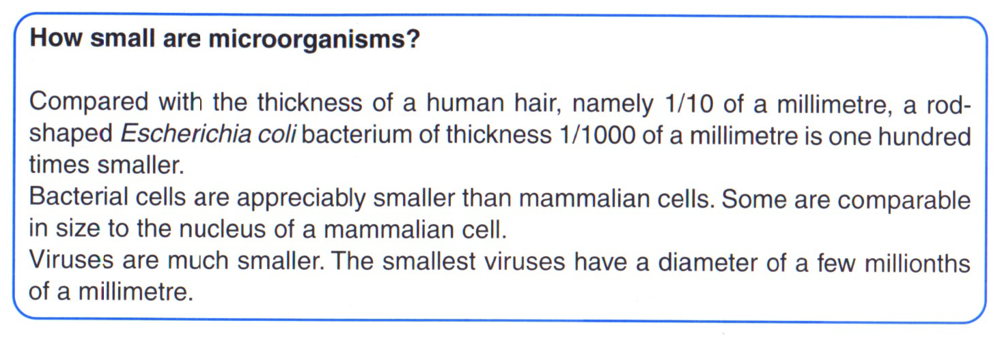 How small are microorganisms?
Compared with the thickness of a human hair, namely 1/10 of a millimetre, a rod-
shaped Escherichia coli bacterium of thickness 1/1000 of a millimetre is one hundred
times smaller.
Bacterial cells are appreciably smaller than mammalian cells. Some are comparable
in size to the nucleus of a mammalian cell.
Viruses are much smaller. The smallest viruses have a diameter of a few millionths
of a millimetre.